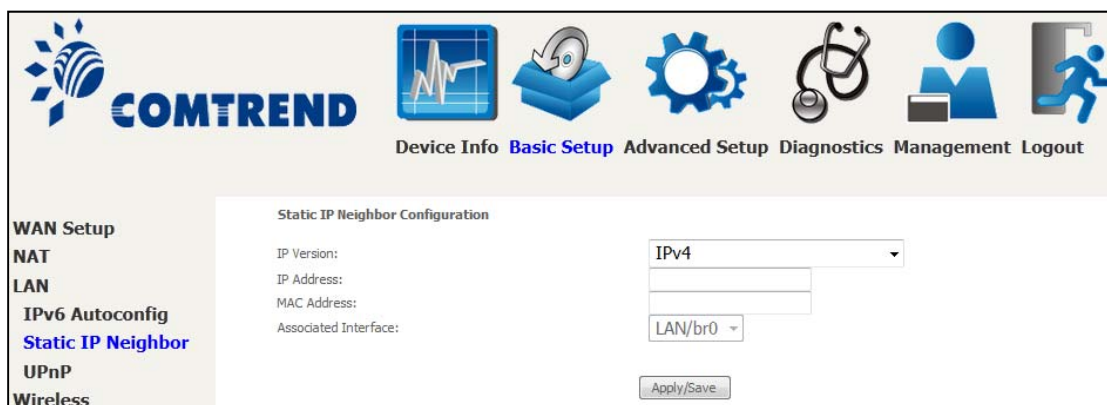 COMTREND
Device Info Basic Setup Advanced Setup Diagnostics Management Logout
WAN Setup
NAT
LAN
IPv6 Autoconfig
Static IP Neighbor
UPnP
Wireless
Static IP Neighbor Configuration
IP Version: IPv4
IP Address:
MAC Address:
Associated Interface: LAN/br0
Apply/Save